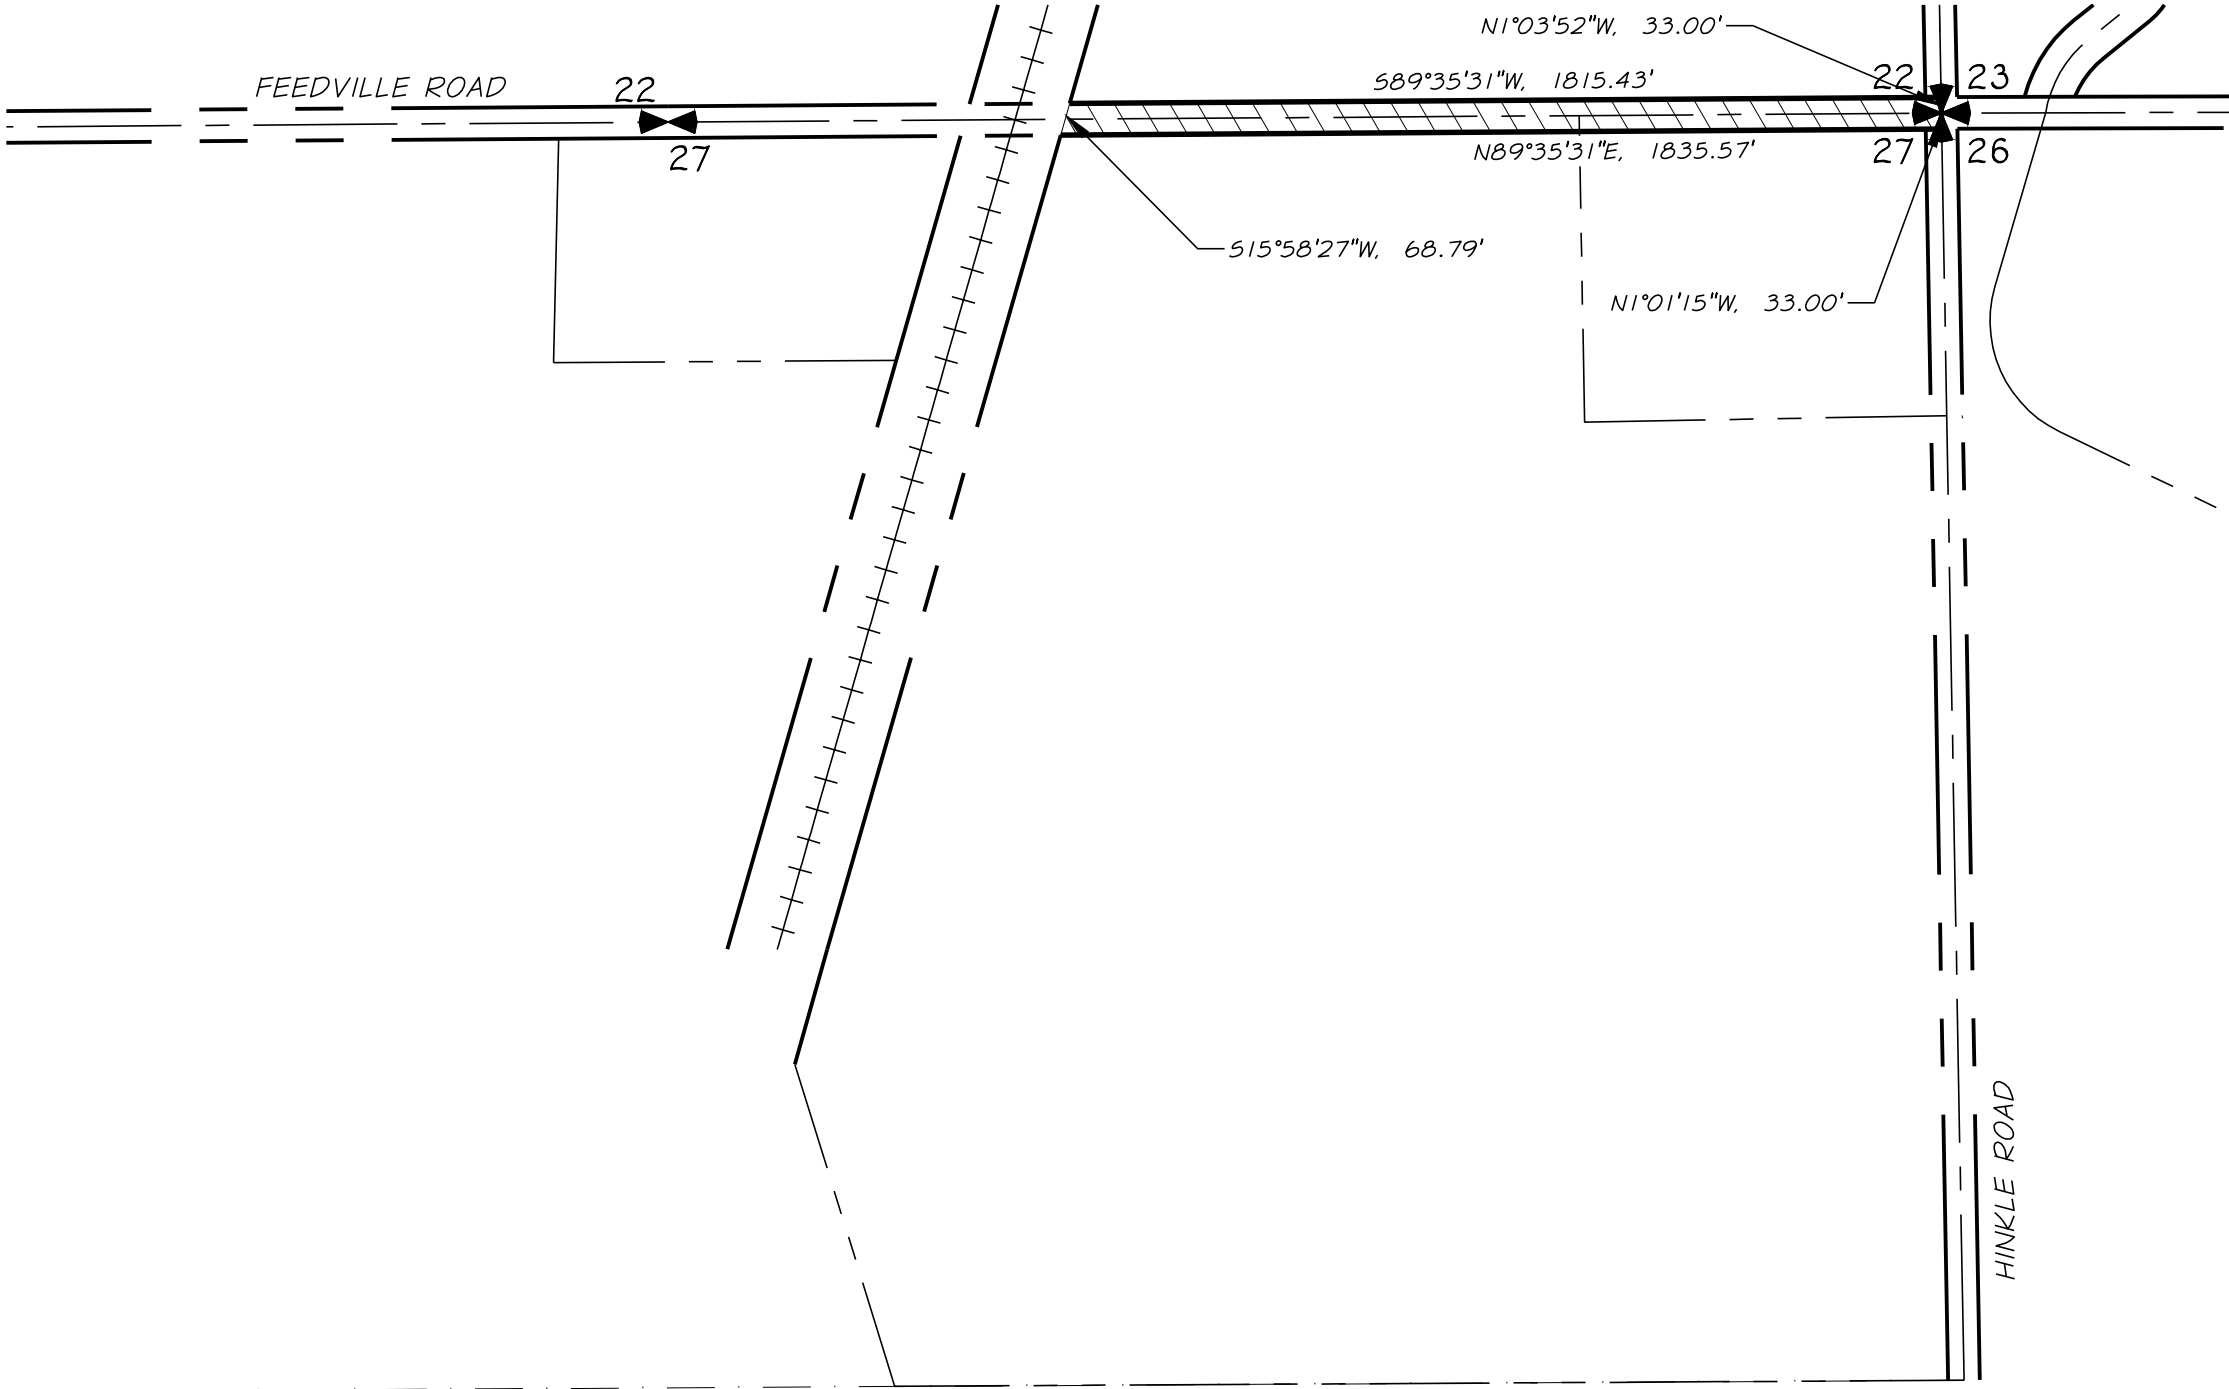 N1°03'52"W, 33.00'
FEEDVILLE ROAD
22
S89°35'31"W, 1815.43'
22
23
27
N89°35'31"E, 1835.57'
27
26
S15°58'27"W, 68.79'
N1°01'15"W, 33.00'
HINKLE ROAD